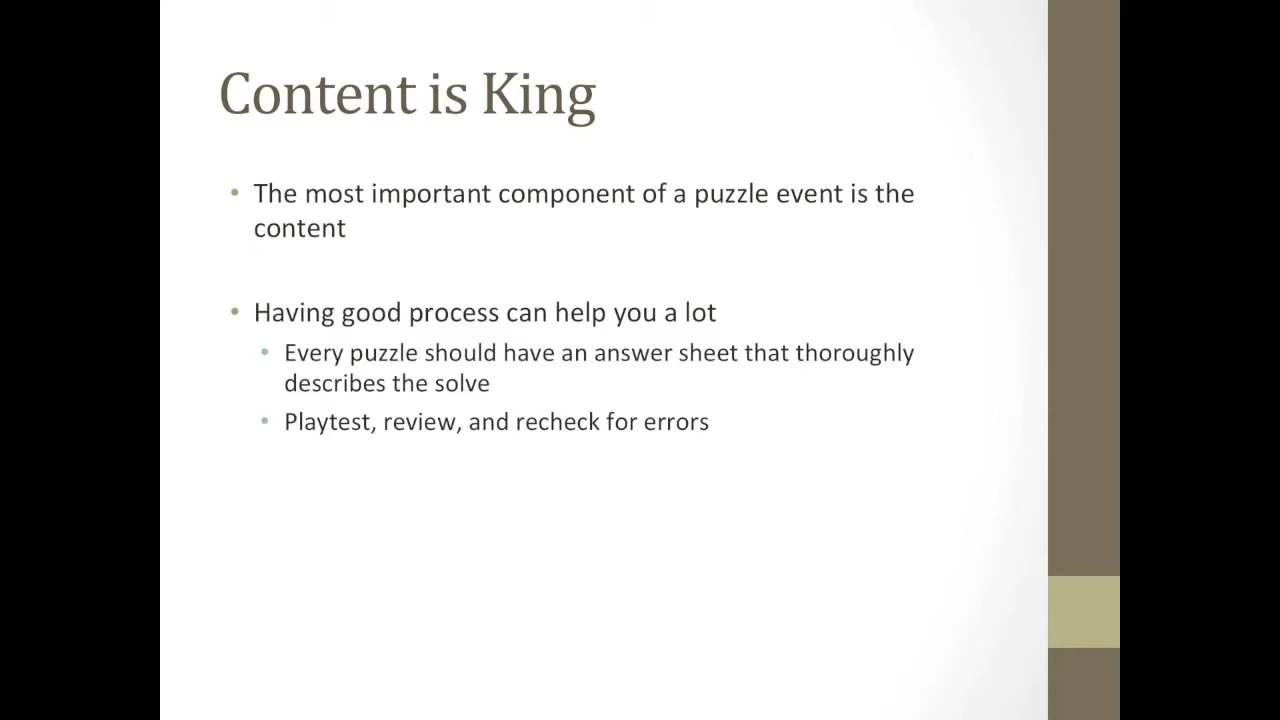 Content is King
• The most important component of a puzzle event is the
content
• Having good process can help you a lot
• Every puzzle should have an answer sheet that thoroughly
describes the solve
• Playtest, review, and recheck for errors